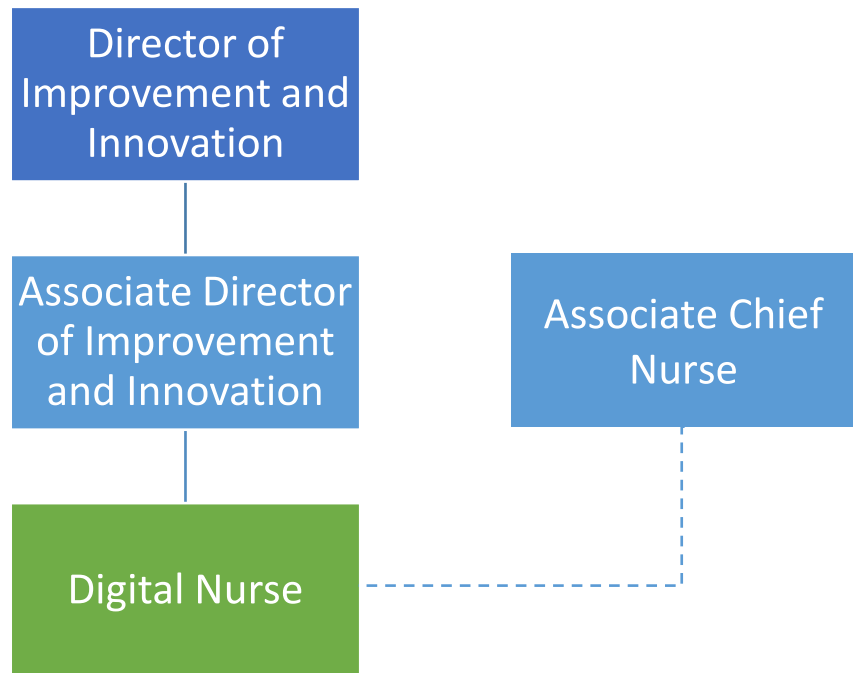 Director of
Improvement and
Innovation
Associate Director
of Improvement
and Innovation
Associate Chief
Nurse
Digital Nurse